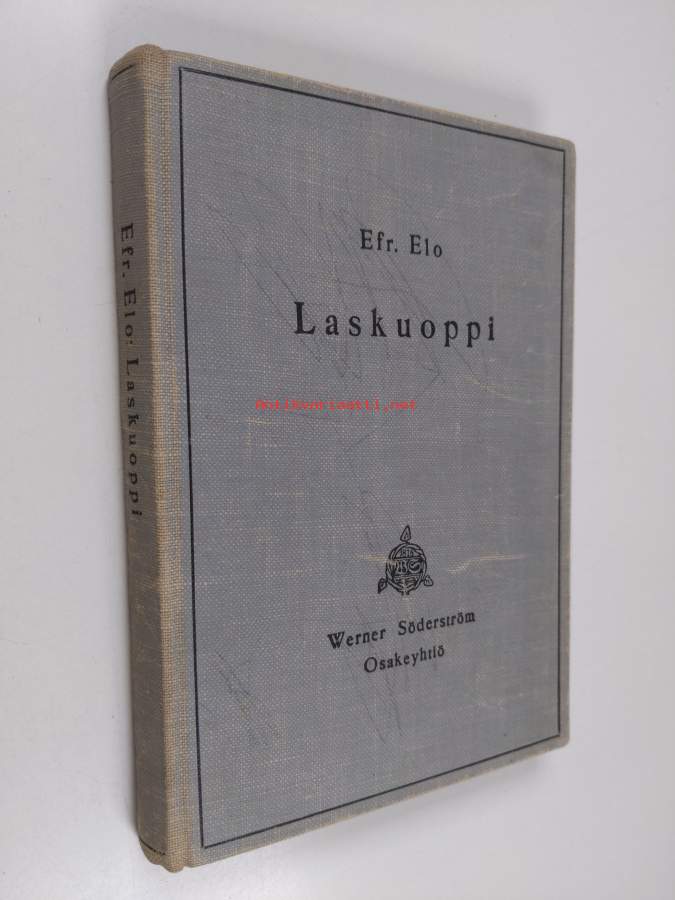 Efr. Elo: Laskuoppi
Efr. Elo
Laskuoppi
Antikvariaatti.net
Werner Söderström
Osakeyhtiö